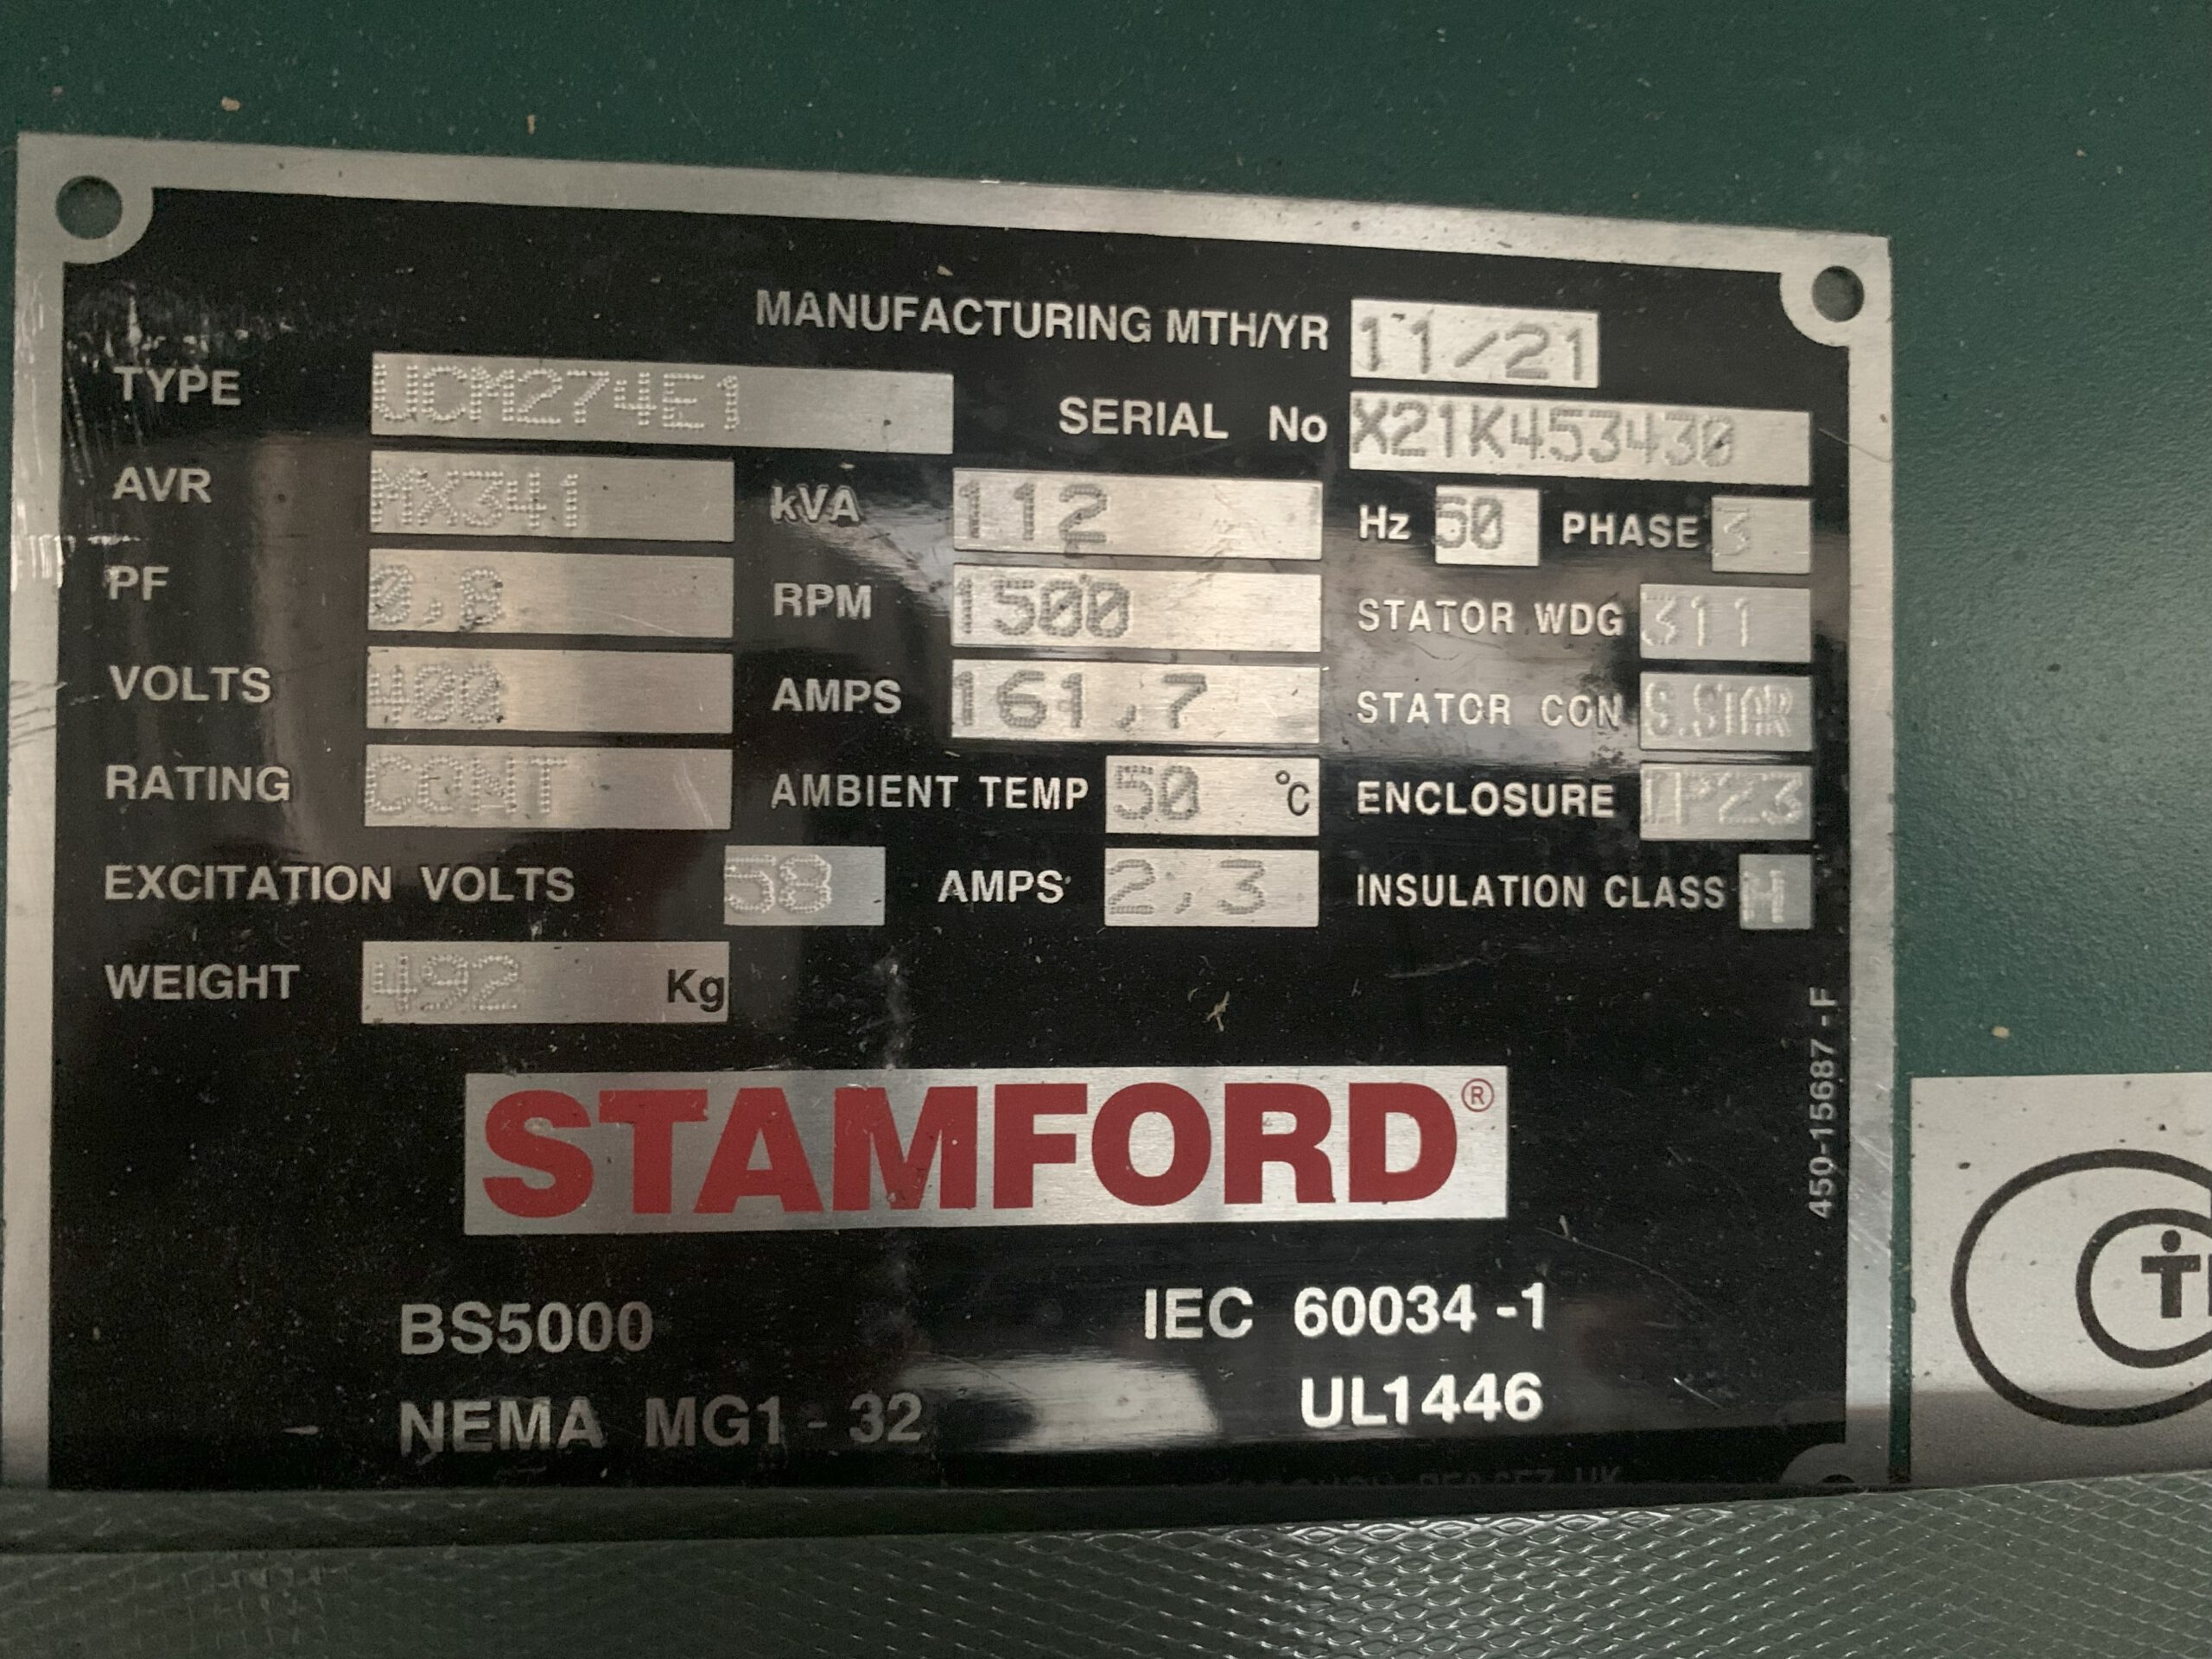 MANUFACTURING MTH/YR 11/21
TYPE UCM274E1 SERIAL No X21K453430
AVR MX341 kVA 112 Hz 50 PHASE 3
PF 0,8 RPM 1500 STATOR WDG 311
VOLTS 400 AMPS 161,7 STATOR CON S.STAR
RATING CONT AMBIENT TEMP 50 °C ENCLOSURE IP23
EXCITATION VOLTS 58 AMPS 2,3 INSULATION CLASS H
WEIGHT 492 Kg
450-15687 -F
STAMFORD®
BS5000 IEC 60034 -1
NEMA MG1 - 32 UL1446